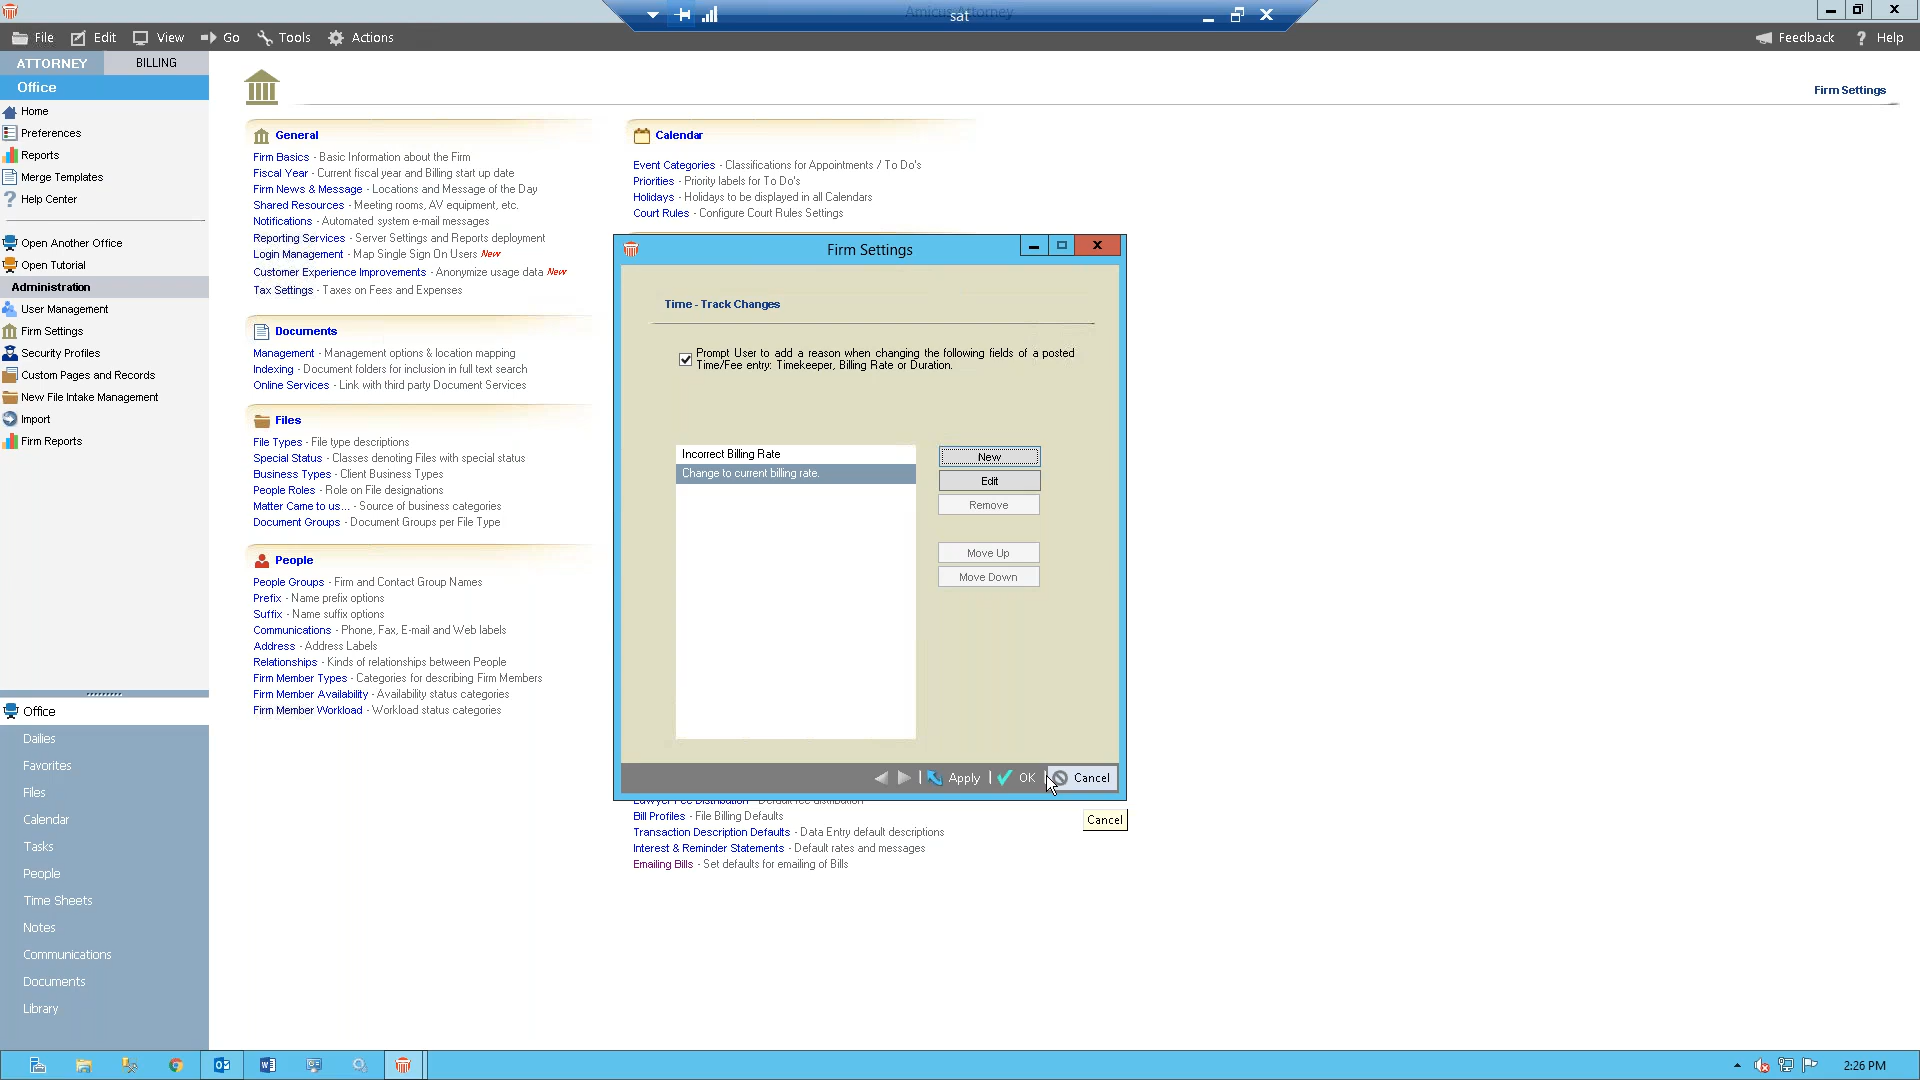 Amicus Attorney
sat
File Edit View Go Tools Actions
Feedback ? Help
ATTORNEY BILLING
Office
Home
Preferences
Reports
Merge Templates
Help Center
Open Another Office
Open Tutorial
Administration
User Management
Firm Settings
Security Profiles
Custom Pages and Records
New File Intake Management
Import
Firm Reports
Office
Dailies
Favorites
Files
Calendar
Tasks
People
Time Sheets
Notes
Communications
Documents
Library
Firm Settings
General
Firm Basics - Basic Information about the Firm
Fiscal Year - Current fiscal year and Billing start up date
Firm News & Message - Locations and Message of the Day
Shared Resources - Meeting rooms, AV equipment, etc.
Notifications - Automated system e-mail messages
Reporting Services - Server Settings and Reports deployment
Login Management - Map Single Sign On Users New
Customer Experience Improvements - Anonymize usage data New
Tax Settings - Taxes on Fees and Expenses
Documents
Management - Management options & location mapping
Indexing - Document folders for inclusion in full text search
Online Services - Link with third party Document Services
Files
File Types - File type descriptions
Special Status - Classes denoting Files with special status
Business Types - Client Business Types
People Roles - Role on File designations
Matter Came to us... - Source of business categories
Document Groups - Document Groups per File Type
People
People Groups - Firm and Contact Group Names
Prefix - Name prefix options
Suffix - Name suffix options
Communications - Phone, Fax, E-mail and Web labels
Address - Address Labels
Relationships - Kinds of relationships between People
Firm Member Types - Categories for describing Firm Members
Firm Member Availability - Availability status categories
Firm Member Workload - Workload status categories
Calendar
Event Categories - Classifications for Appointments / To Do's
Priorities - Priority labels for To Do's
Holidays - Holidays to be displayed in all Calendars
Court Rules - Configure Court Rules Settings
Firm Settings
Time - Track Changes
Prompt User to add a reason when changing the following fields of a posted
Time/Fee entry: Timekeeper, Billing Rate or Duration.
Incorrect Billing Rate
Change to current billing rate.
New
Edit
Remove
Move Up
Move Down
Apply OK Cancel
Cancel
Lawyer Fee Distribution - Default fee distribution
Bill Profiles - File Billing Defaults
Transaction Description Defaults - Data Entry default descriptions
Interest & Reminder Statements - Default rates and messages
Emailing Bills - Set defaults for emailing of Bills
2:26 PM